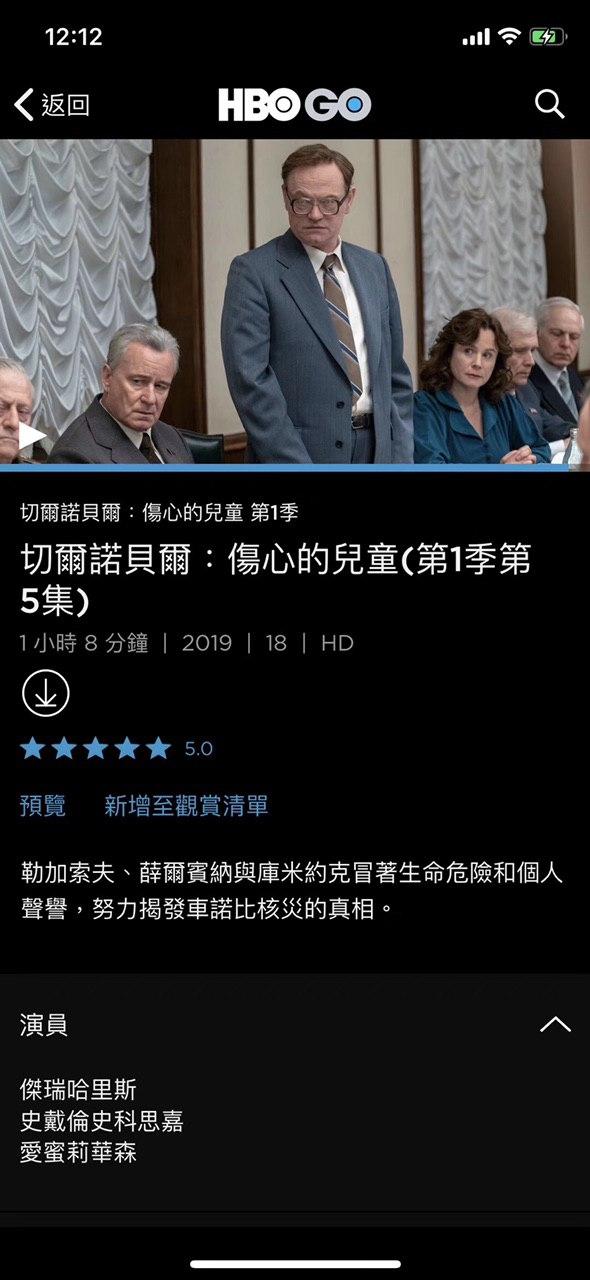 12:12
返回
HBO GO
切爾諾貝爾：傷心的兒童 第1季
切爾諾貝爾：傷心的兒童(第1季第
5集)
1 小時 8 分鐘 | 2019 | 18 | HD
5.0
預覽 新增至觀賞清單
勒加索夫、薛爾賓納與庫米約克冒著生命危險和個人
聲譽，努力揭發車諾比核災的真相。
演員
傑瑞哈里斯
史戴倫史科思嘉
愛蜜莉華森